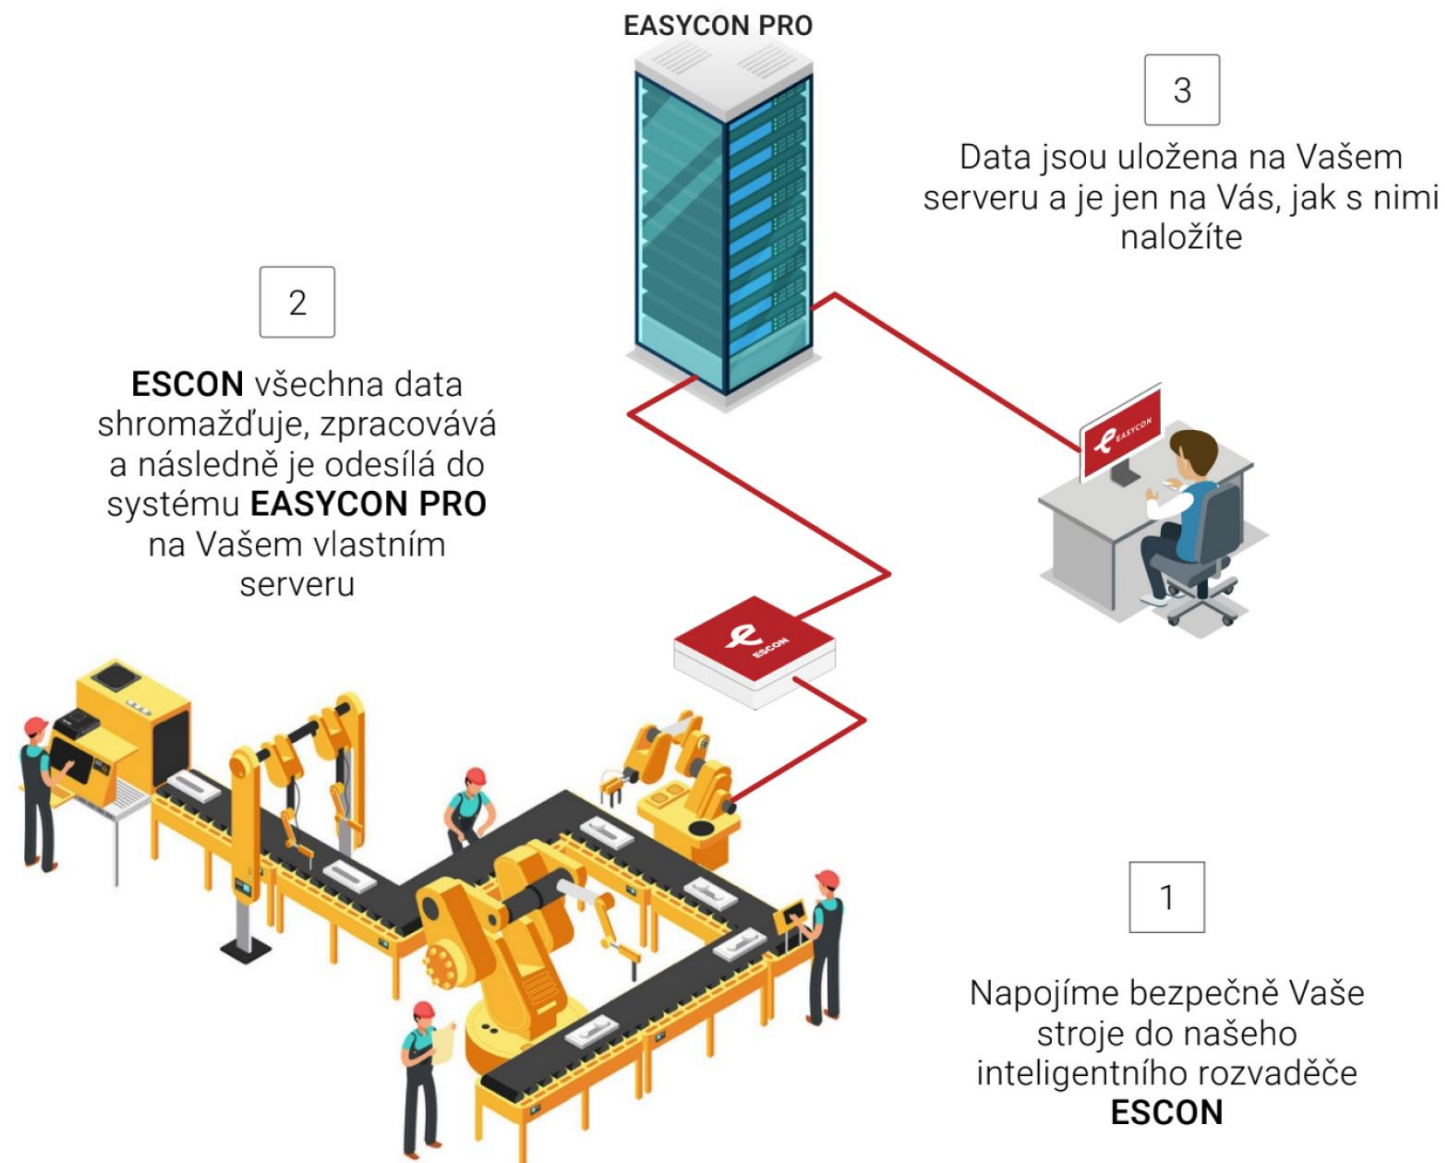 EASYCON PRO
3
Data jsou uložena na Vašem
serveru a je jen na Vás, jak s nimi
naložíte
2
ESCON všechna data
shromažďuje, zpracovává
a následně je odesílá do
systému EASYCON PRO
na Vašem vlastním
serveru
EASYCON
ESCON
1
Napojíme bezpečně Vaše
stroje do našeho
inteligentního rozvaděče
ESCON